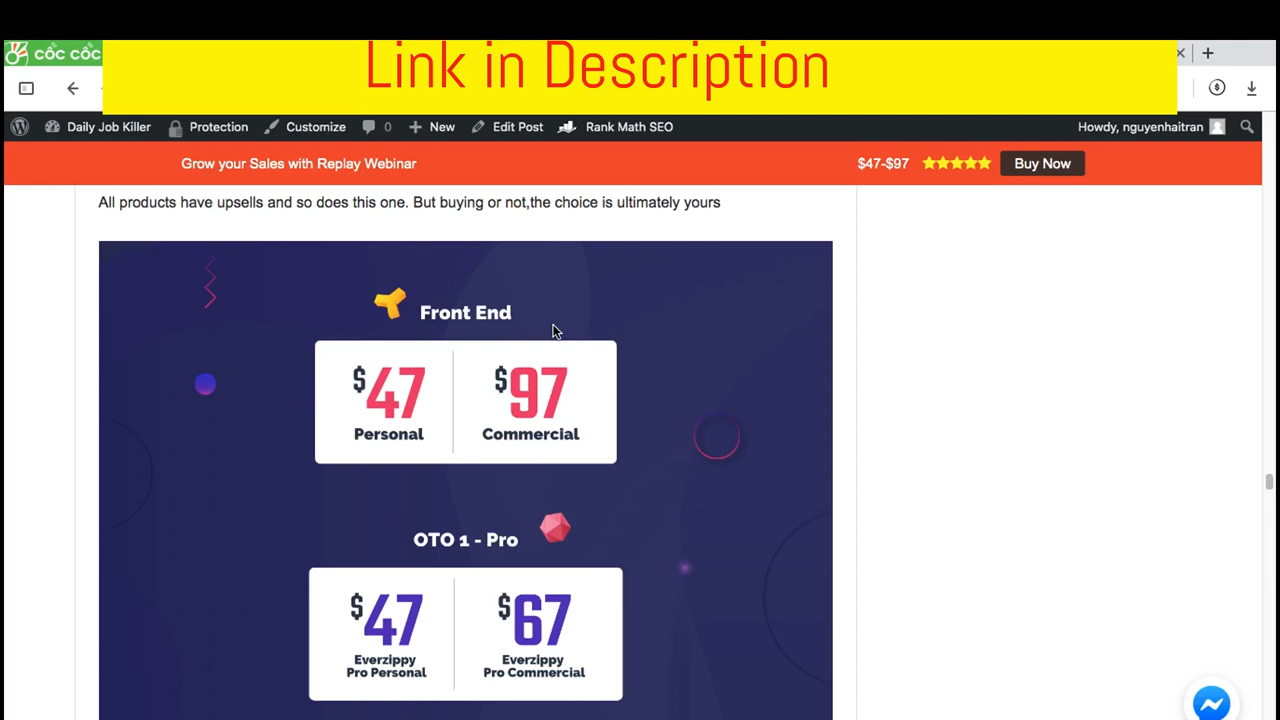 Link in Description
cốc cốc
Daily Job Killer Protection Customize 0 New Edit Post Rank Math SEO Howdy, nguyenhaitran
Grow your Sales with Replay Webinar $47-$97 Buy Now
All products have upsells and so does this one. But buying or not,the choice is ultimately yours
Front End
$47 $97
Personal Commercial
OTO 1 - Pro
$47 $67
Everzippy Everzippy
Pro Personal Pro Commercial